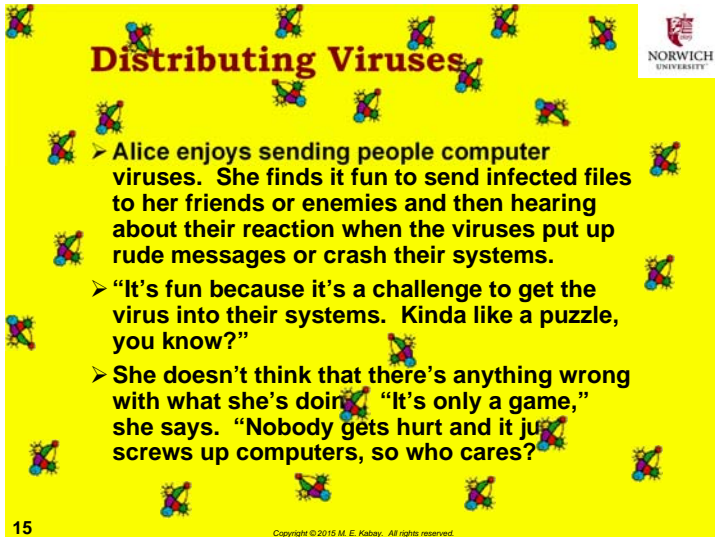 Distributing Viruses
NORWICH
UNIVERSITY
➢ Alice enjoys sending people computer
viruses.  She finds it fun to send infected files
to her friends or enemies and then hearing
about their reaction when the viruses put up
rude messages or crash their systems.
➢ “It’s fun because it’s a challenge to get the
virus into their systems.  Kinda like a puzzle,
you know?”
➢ She doesn’t think that there’s anything wrong
with what she’s “It’s only a game,”
she says.  “Nobody gets hurt and it
screws up computers, so who cares?
15
Copyright © 2015 M. E. Kabay.  All rights reserved.